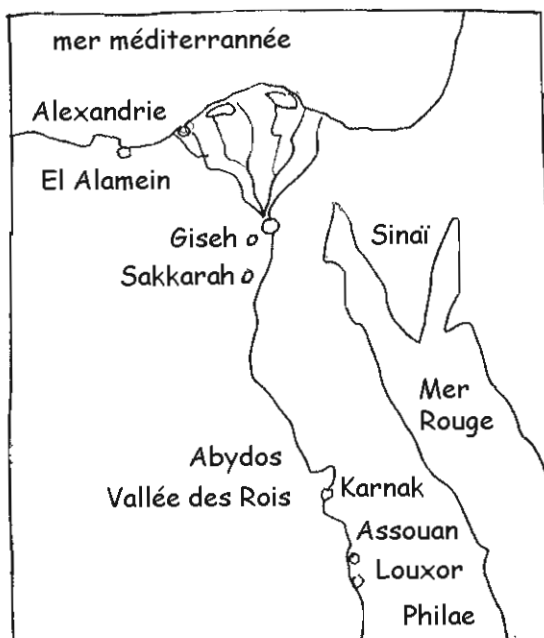 mer méditerrannée
Alexandrie
El Alamein
Giseh
Sinaï
Sakkarah
Mer
Rouge
Abydos
Vallée des Rois
Karnak
Assouan
Louxor
Philae